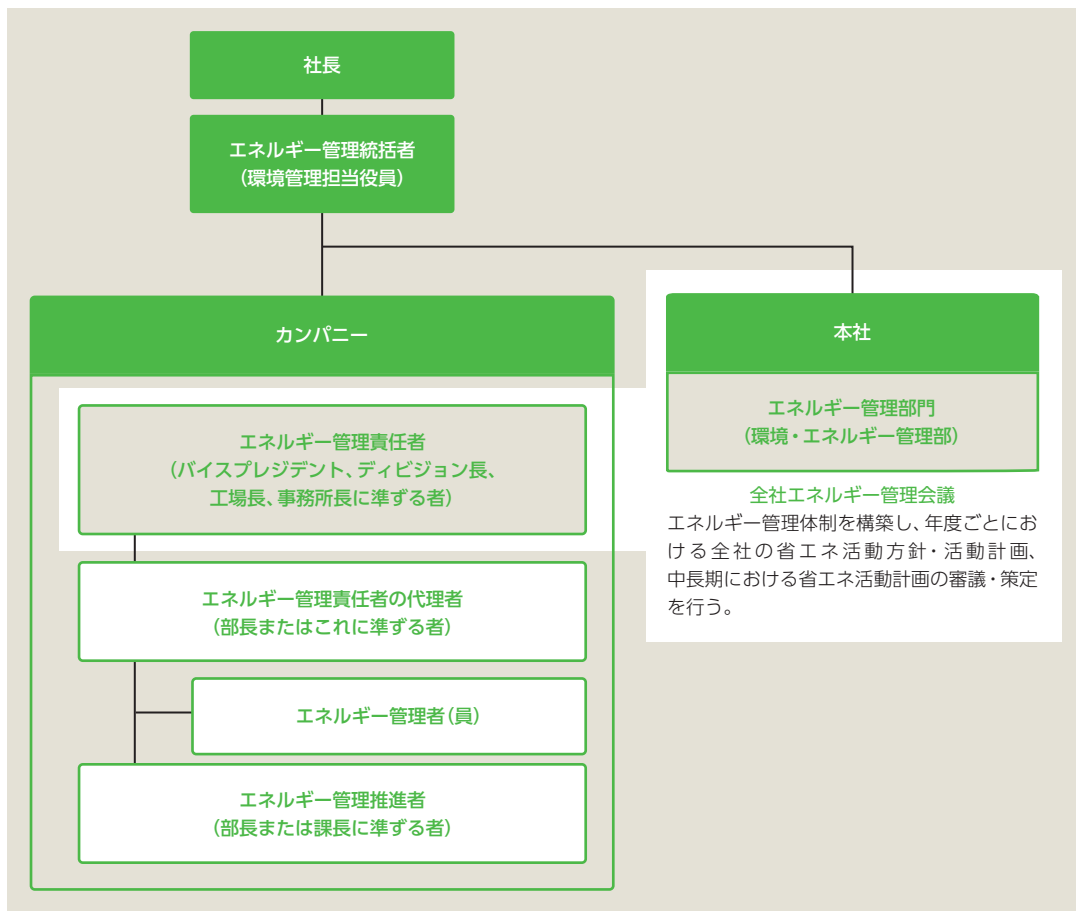 社長
エネルギー管理統括者
（環境管理担当役員）
カンパニー
エネルギー管理責任者
（バイスプレジデント、ディビジョン長、
工場長、事務所長に準ずる者）
エネルギー管理責任者の代理者
（部長またはこれに準ずる者）
エネルギー管理者（員）
エネルギー管理推進者
（部長または課長に準ずる者）
本社
エネルギー管理部門
（環境・エネルギー管理部）
全社エネルギー管理会議
エネルギー管理体制を構築し、年度ごとにお
ける全社の省エネ活動方針・活動計画、
中長期における省エネ活動計画の審議・策定
を行う。